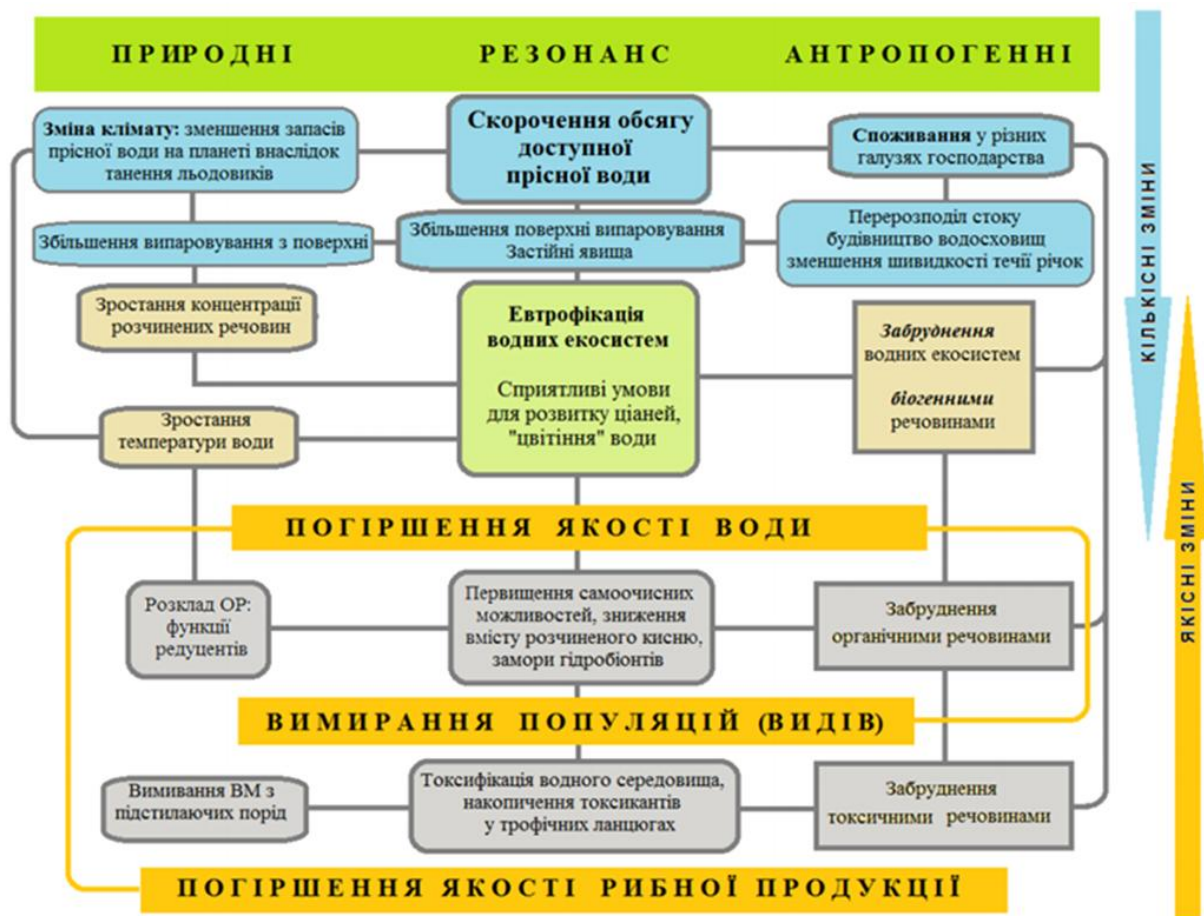 ПРИРОДНІ РЕЗОНАНС АНТРОПОГЕННІ
Зміна клімату: зменшення запасів
прісної води на планеті внаслідок
танення льодовиків
Скорочення обсягу
доступної
прісної води
Споживання у різних
галузях господарства
Збільшення випаровування з поверхні
Збільшення поверхні випаровування
Застійні явища
Перерозподіл стоку
будівництво водосховищ
зменшення шивидкості течії річок
Зростання концентрації
розчинених речовин
Евтрофікація
водних екосистем
Сприятливі умови
для розвитку ціаней,
"цвітіння" води
Забруднення
водних екосистем
біогенними
речовинами
Зростання
температури води
ПОГІРШЕННЯ ЯКОСТІ ВОДИ
Розклад ОР:
функції
редуцентів
Первищення самоочисних
можливостей, зниження
вмісту розчиненого кисню,
замори гідробіонтів
Забруднення
органічними речовинами
ВИМИРАННЯ ПОПУЛЯЦІЙ (ВИДІВ)
Вимивання ВМ з
підстилаючих порід
Токсифікація водного середовища,
накопичення токсикантів
у трофічних ланцюгах
Забруднення
токсичними речовинами
ПОГІРШЕННЯ ЯКОСТІ РИБНОЇ ПРОДУКЦІЇ
КІЛЬКІСНІ ЗМІНИ
ЯКІСНІ ЗМІНИ